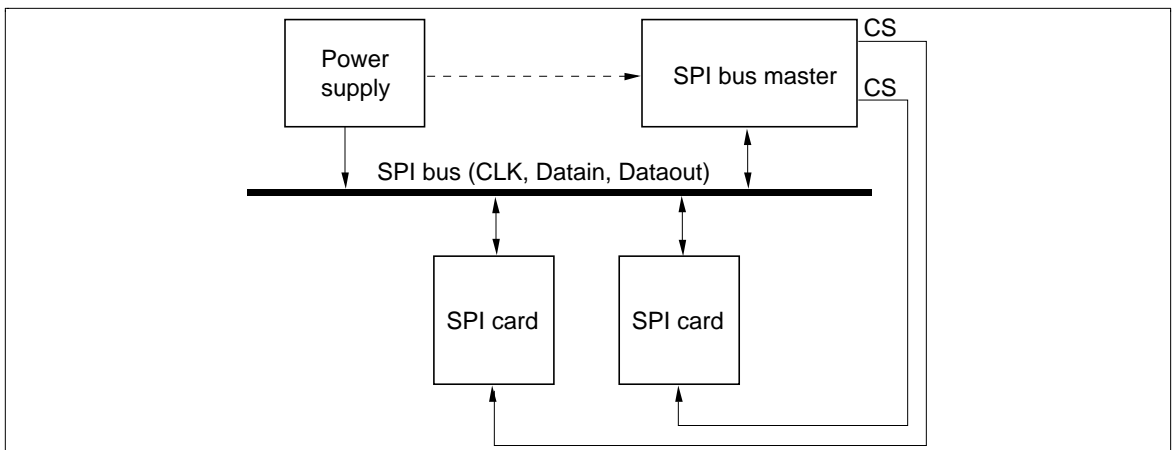 Power
supply
SPI bus master
CS
CS
SPI bus (CLK, Datain, Dataout)
SPI card
SPI card